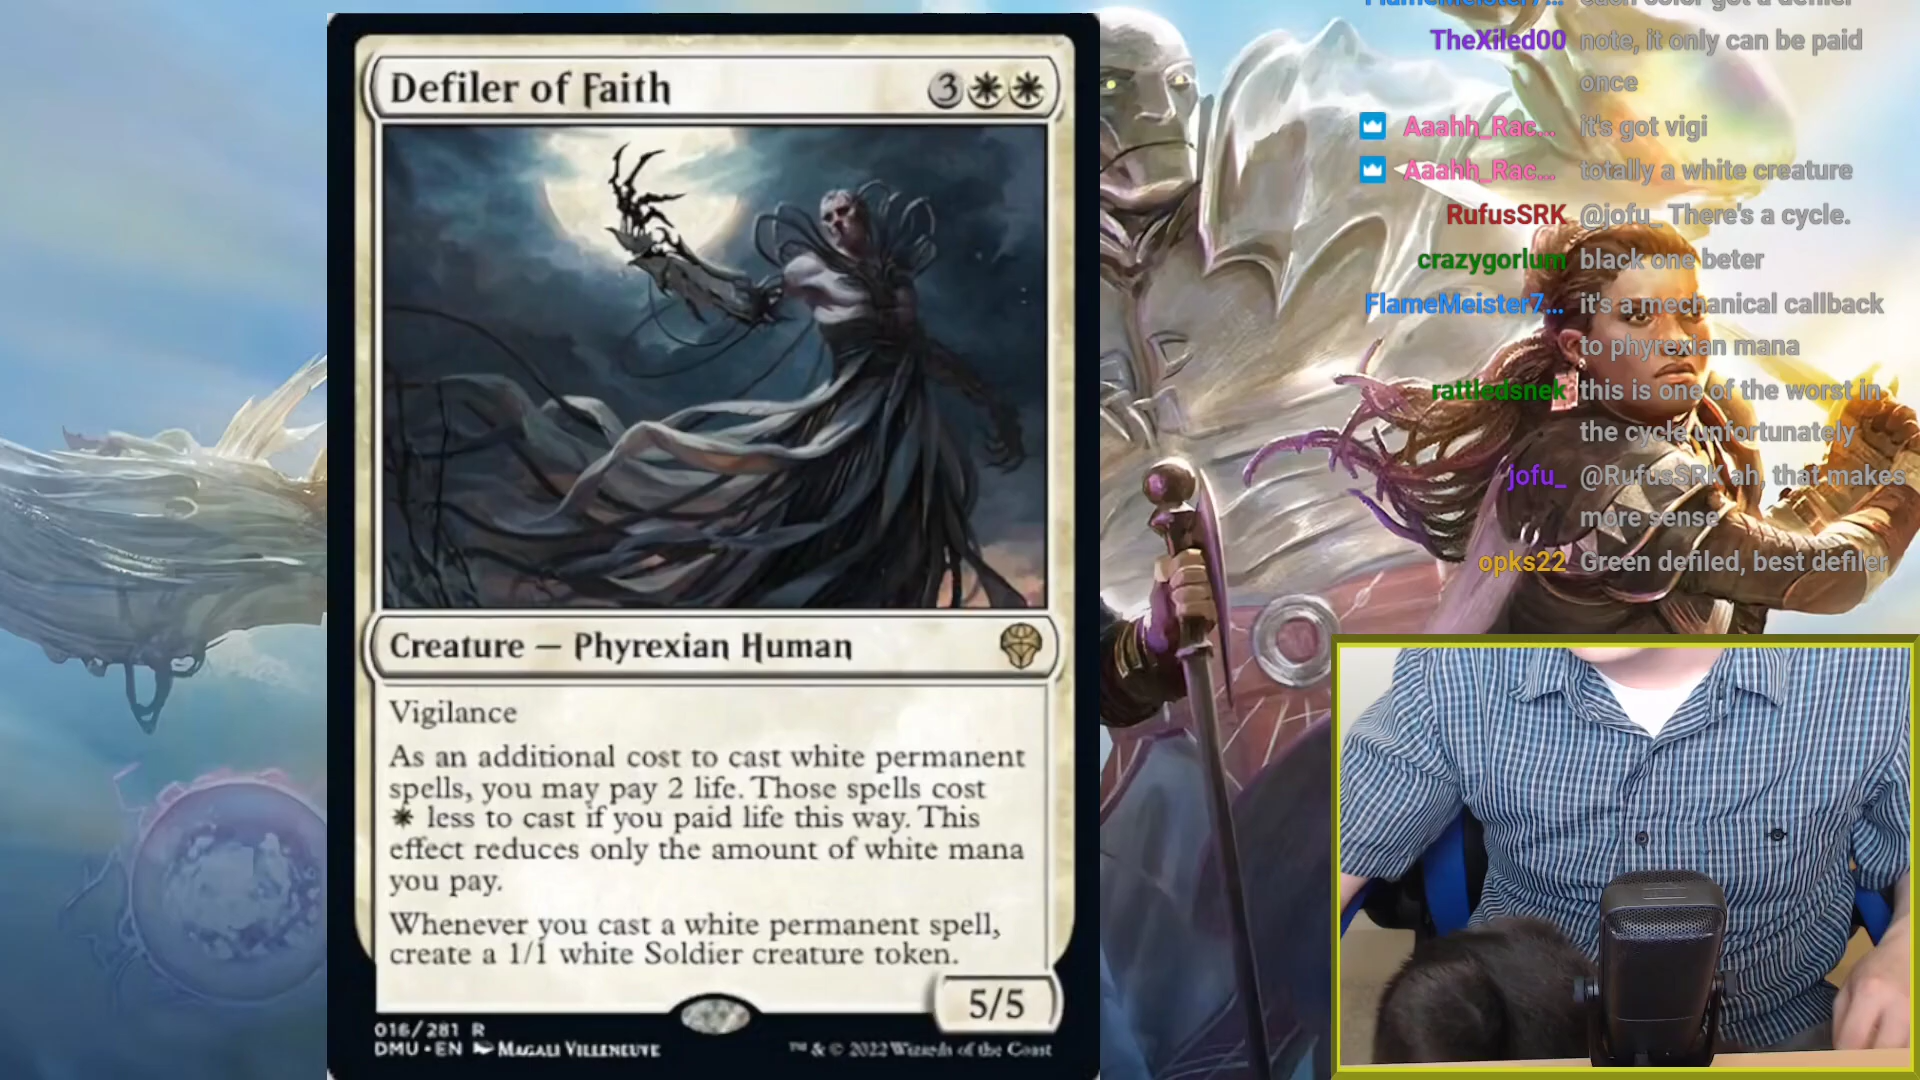 Defiler of Faith
3
Creature — Phyrexian Human
Vigilance
As an additional cost to cast white permanent
spells, you may pay 2 life. Those spells cost
less to cast if you paid life this way. This
effect reduces only the amount of white mana
you pay.
Whenever you cast a white permanent spell,
create a 1/1 white Soldier creature token.
5/5
016/281 R
DMU • EN MAGALI VILLENEUVE
™ & © 2022 Wizards of the Coast
FlameMeister7... each color got a defiler
TheXiled00 note, it only can be paid
once
Aaahh_Rac... it's got vigi
Aaahh_Rac... totally a white creature
RufusSRK @jofu_ There's a cycle.
crazygorlum black one beter
FlameMeister7... it's a mechanical callback
to phyrexian mana
rattledsnek this is one of the worst in
the cycle unfortunately
jofu_ @RufusSRK ah, that makes
more sense
opks22 Green defiled, best defiler